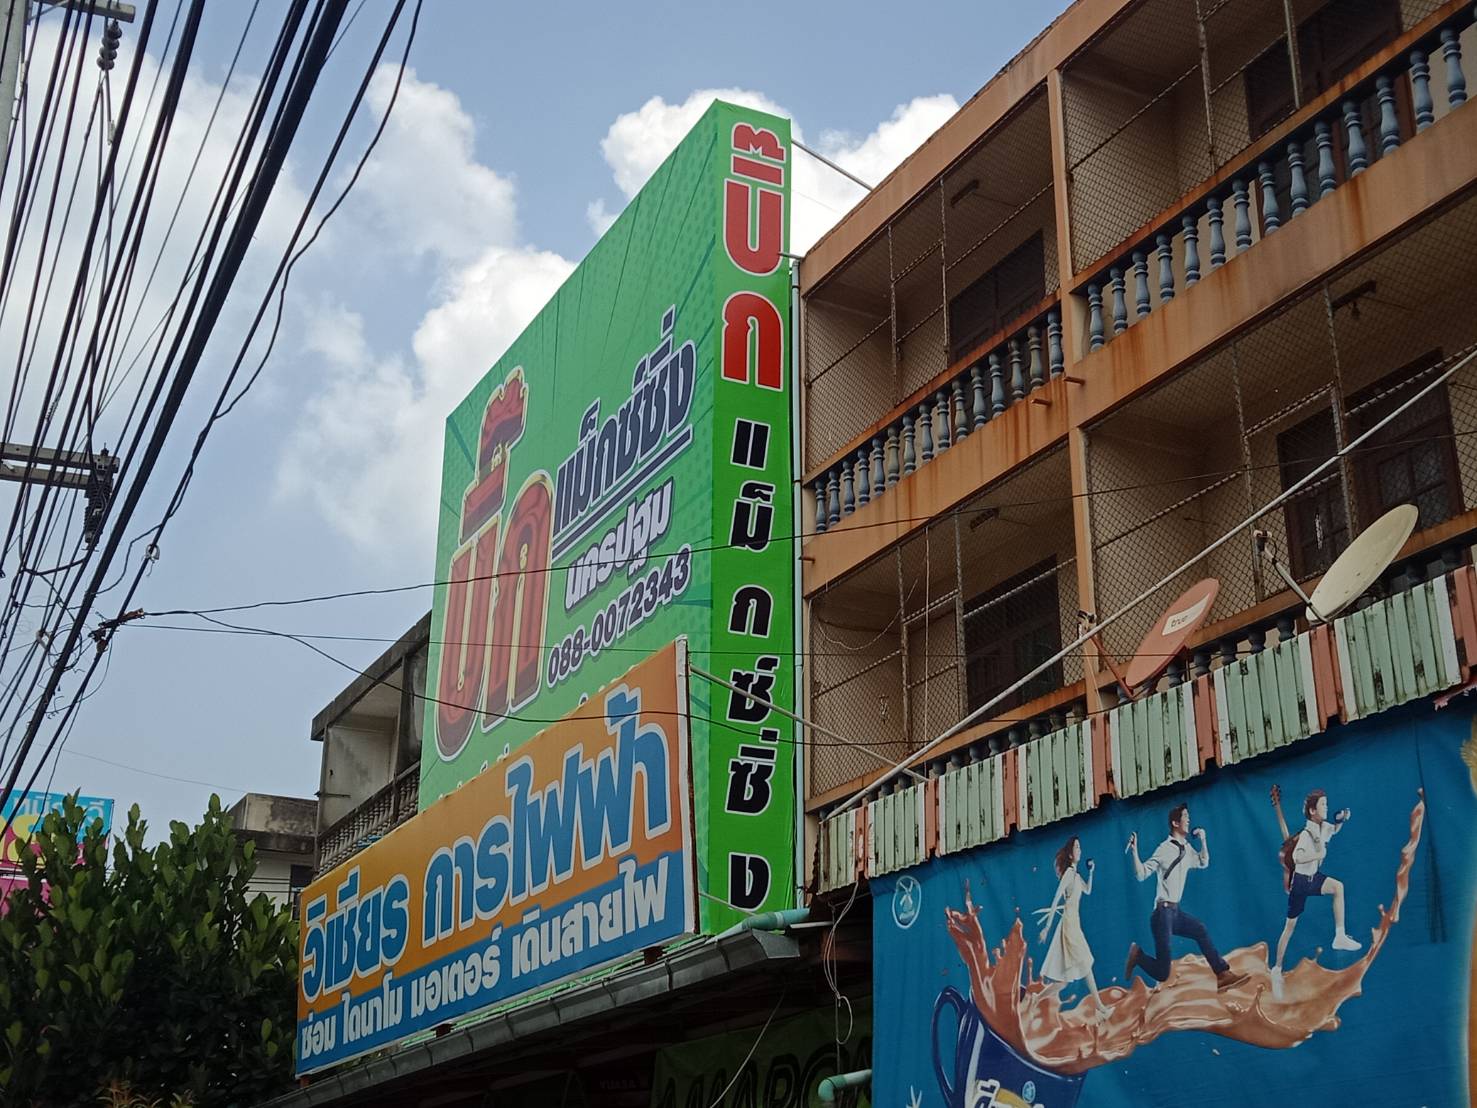 บิ๊ก
แม็กซ์ซิ่ง
บิ๊ก
แม็กซ์ซิ่ง
นครปฐม
088-0072343
วิเชียร การไฟฟ้า
ซ่อม ไดนาโม มอเตอร์ เดินสายไฟ
true